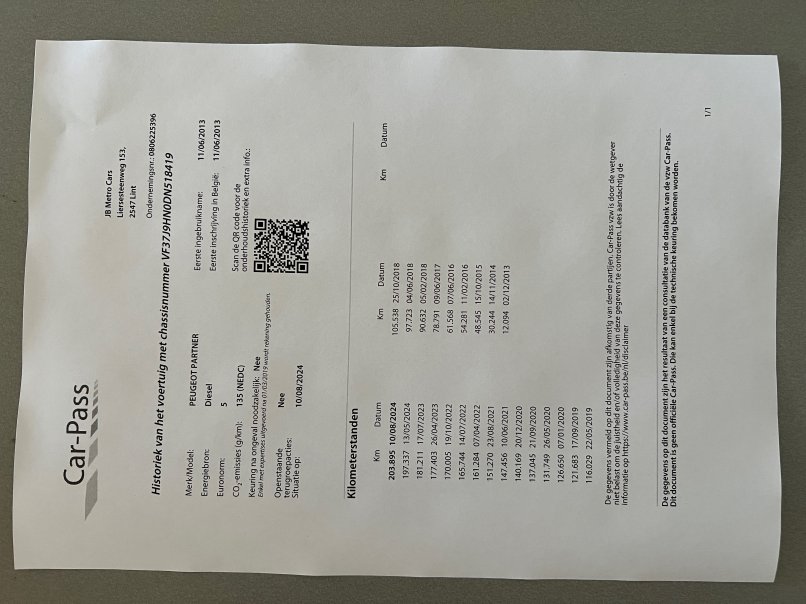 Car-Pass
JB Metro Cars
Liersesteenweg 153,
2547 Lint
Ondernemingsnr.: 0806225396
Historiek van het voertuig met chassisnummer VF37J9HN0DN518419
Merk/Model: PEUGEOT PARTNER
Energiebron: Diesel
Euronorm: 5
CO2-emissies (g/km): 135 (NEDC)
Keuring na ongeval noodzakelijk: Nee
Enkel met expertises uitgevoerd na 01/03/2019 wordt rekening gehouden.
Openstaande
terugroepacties: Nee
Situatie op: 10/08/2024
Eerste ingebruikname: 11/06/2013
Eerste inschrijving in België: 11/06/2013
Scan de QR code voor de
onderhoudshistoriek en extra info.:
Kilometerstanden
Km Datum
203.895 10/08/2024
197.337 13/05/2024
181.211 17/07/2023
177.403 26/04/2023
170.005 19/10/2022
165.744 14/07/2022
161.284 07/04/2022
151.270 23/08/2021
147.456 10/06/2021
140.169 20/12/2020
137.045 21/09/2020
131.749 26/05/2020
126.650 07/01/2020
121.683 17/09/2019
116.029 22/05/2019
Km Datum
105.538 25/10/2018
97.723 04/06/2018
90.632 05/02/2018
78.791 09/06/2017
61.568 07/06/2016
54.281 11/02/2016
48.545 15/10/2015
30.244 14/11/2014
12.094 02/12/2013
Km Datum
De gegevens vermeld op dit document zijn afkomstig van derde partijen. Car-Pass vzw is door de wetgever
niet belast om de juistheid en/of volledigheid van deze gegevens te controleren. Lees aandachtig de
informatie op https://www.car-pass.be/nl/disclaimer
De gegevens op dit document zijn het resultaat van een consultatie van de databank van de vzw Car-Pass.
Dit document is geen officiële Car-Pass. Die kan enkel bij de technische keuring bekomen worden.
1/1